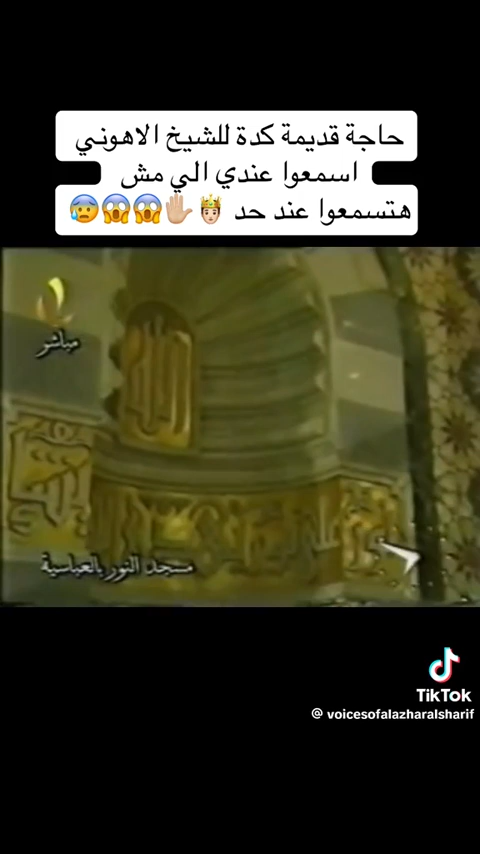 حاجة قديمة كدة للشيخ الاهوني
اسمعوا عندي الي مش
هتسمعوا عند حد 🤴🏻✋🏼😱😱😰
مباشر
مسجد النور بالعباسية
TikTok
@voicesofalazharalsharif